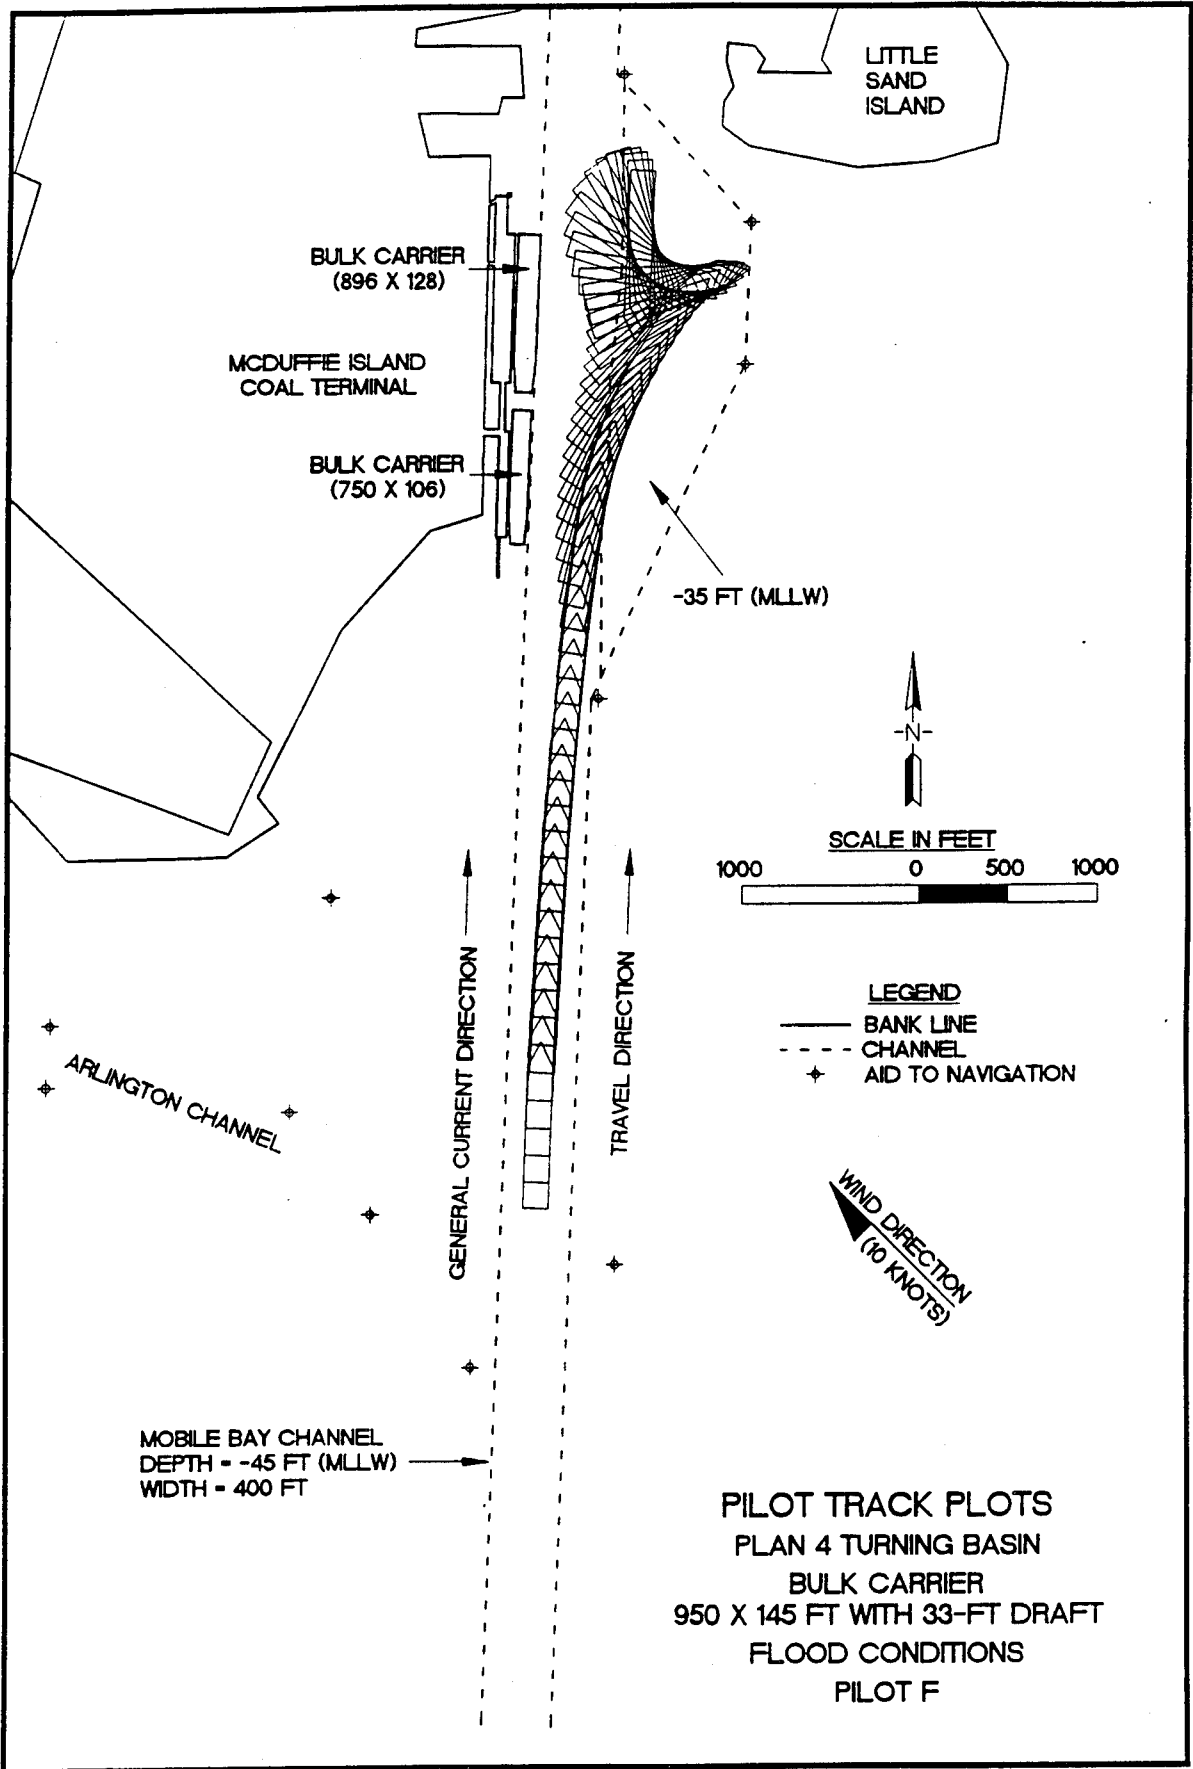 LITTLE
SAND
ISLAND
BULK CARRIER
(896 X 128)
MCDUFFIE ISLAND
COAL TERMINAL
BULK CARRIER
(750 X 106)
-35 FT (MLLW)
-N-
SCALE IN FEET
1000 0 500 1000
GENERAL CURRENT DIRECTION
TRAVEL DIRECTION
LEGEND
BANK LINE
CHANNEL
AID TO NAVIGATION
ARLINGTON CHANNEL
WIND DIRECTION
(10 KNOTS)
MOBILE BAY CHANNEL
DEPTH = -45 FT (MLLW)
WIDTH = 400 FT
PILOT TRACK PLOTS
PLAN 4 TURNING BASIN
BULK CARRIER
950 X 145 FT WITH 33-FT DRAFT
FLOOD CONDITIONS
PILOT F